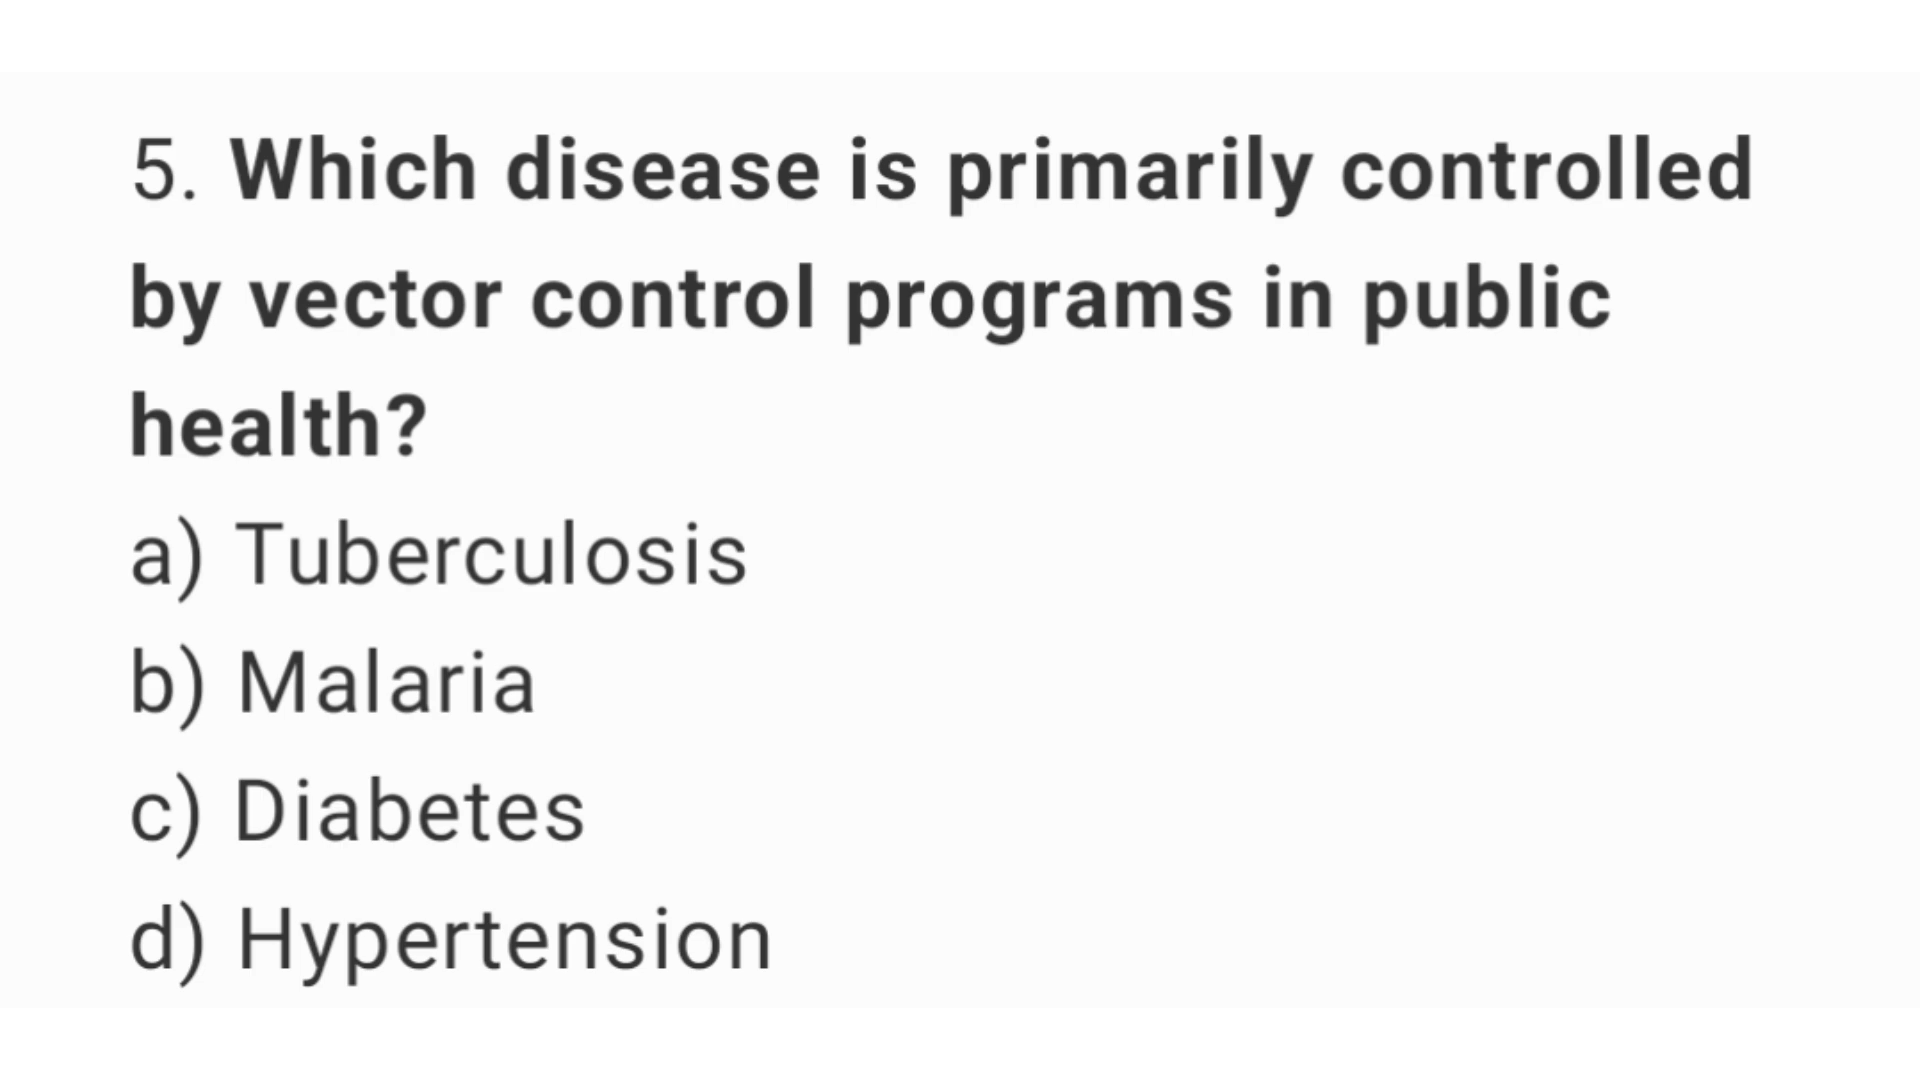 5. Which disease is primarily controlled
by vector control programs in public
health?
a) Tuberculosis
b) Malaria
c) Diabetes
d) Hypertension